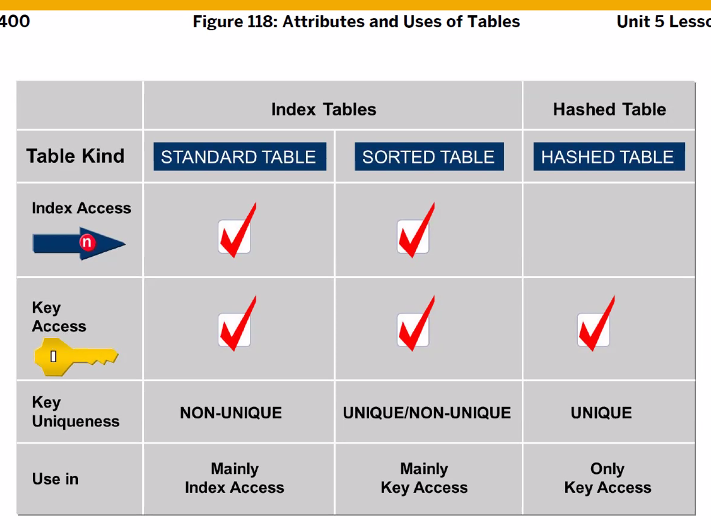 400 Figure 118: Attributes and Uses of Tables Unit 5
Index Tables Hashed Table
Table Kind STANDARD TABLE SORTED TABLE HASHED TABLE
Index Access
n
Key
Access
Key
Uniqueness NON-UNIQUE UNIQUE/NON-UNIQUE UNIQUE
Use in Mainly
Index Access Mainly
Key Access Only
Key Access